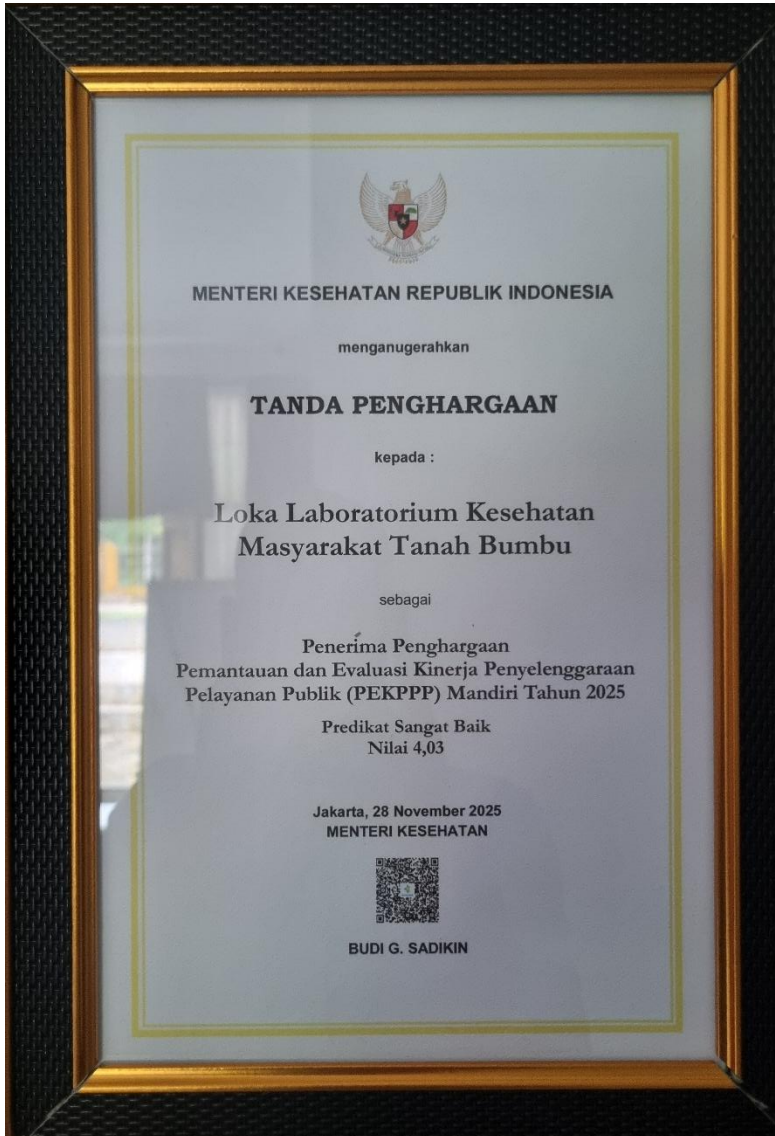 MENTERI KESEHATAN REPUBLIK INDONESIA
menganugerahkan
TANDA PENGHARGAAN
kepada :
Loka Laboratorium Kesehatan
Masyarakat Tanah Bumbu
sebagai
Penerima Penghargaan
Pemantauan dan Evaluasi Kinerja Penyelenggaraan
Pelayanan Publik (PEKPPP) Mandiri Tahun 2025
Predikat Sangat Baik
Nilai 4,03
Jakarta, 28 November 2025
MENTERI KESEHATAN
BUDI G. SADIKIN